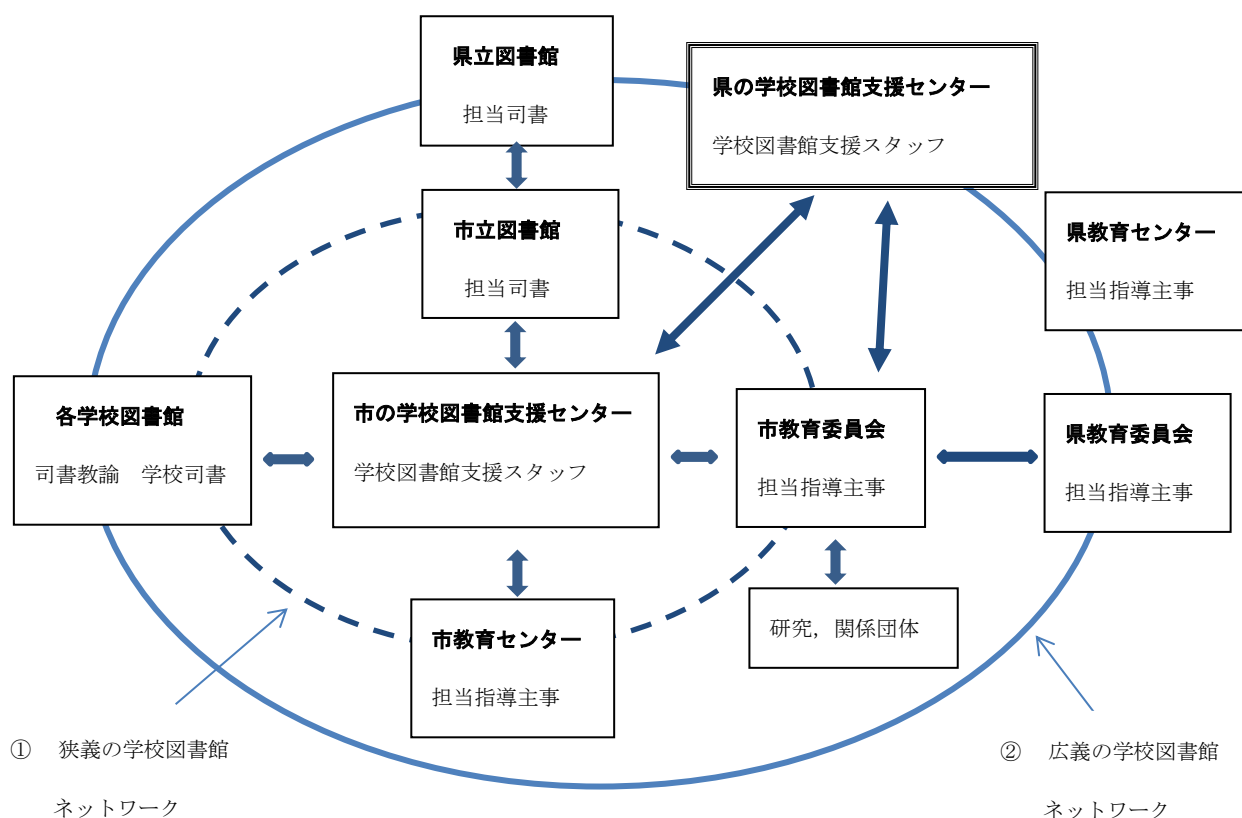 県立図書館
担当司書
県の学校図書館支援センター
学校図書館支援スタッフ
市立図書館
担当司書
県教育センター
担当指導主事
各学校図書館
司書教諭　学校司書
市の学校図書館支援センター
学校図書館支援スタッフ
市教育委員会
担当指導主事
県教育委員会
担当指導主事
市教育センター
担当指導主事
研究，関係団体
①　狭義の学校図書館
ネットワーク
②　広義の学校図書館
ネットワーク